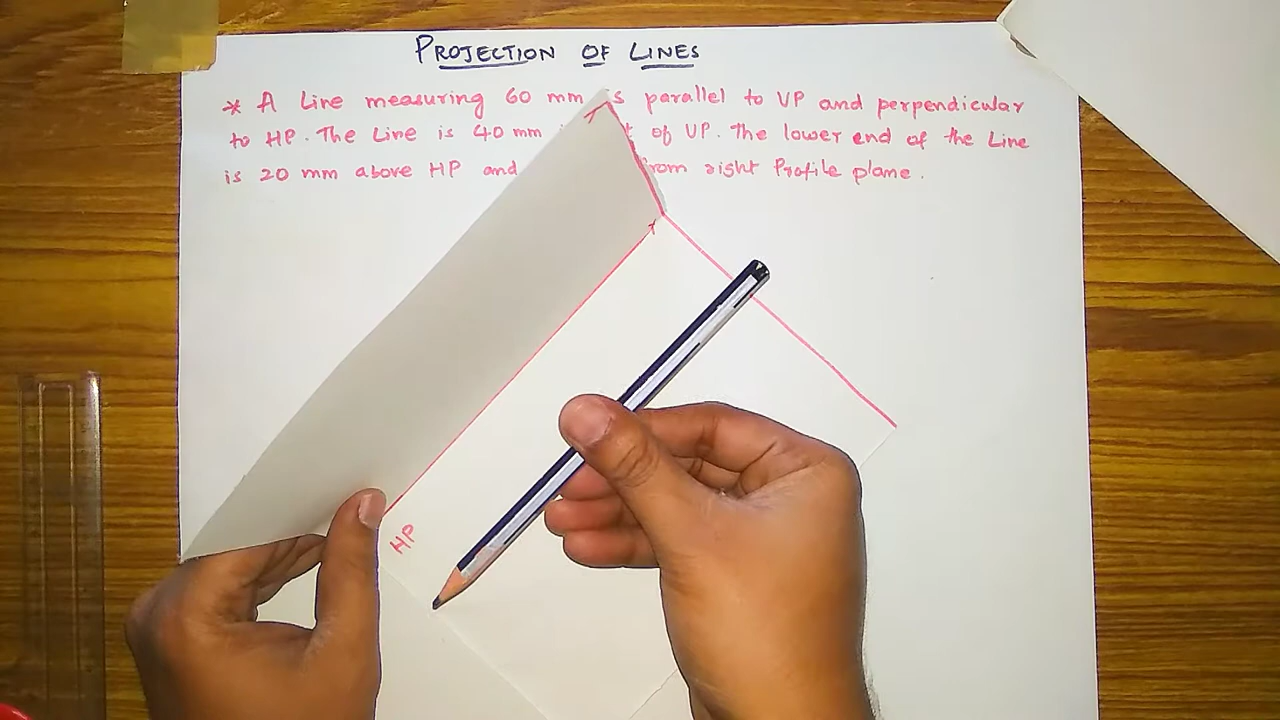 PROJECTION OF LINES
* A Line measuring 60 mm is parallel to VP and perpendicular
to HP. The Line is 40 mm of VP. The lower end of the Line
is 20 mm above HP and from right Profile plane.
HP